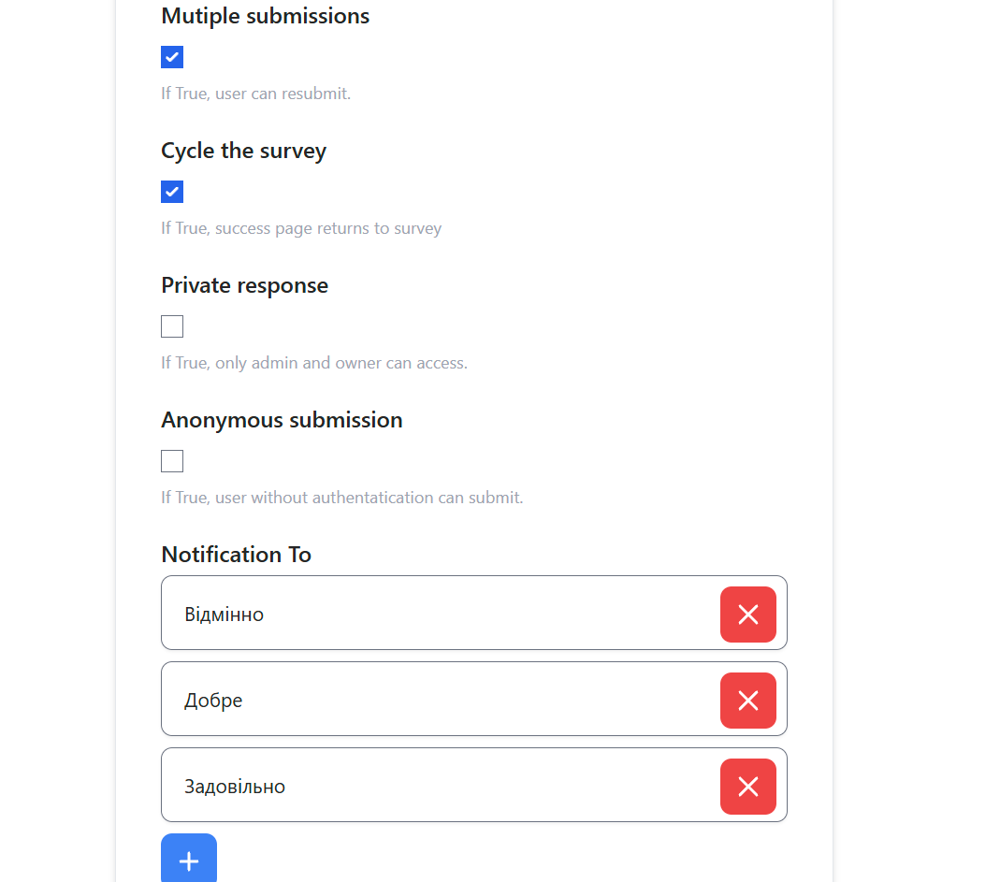 Mutiple submissions
If True, user can resubmit.
Cycle the survey
If True, success page returns to survey
Private response
If True, only admin and owner can access.
Anonymous submission
If True, user without authentatication can submit.
Notification To
Відмінно
Добре
Задовільно